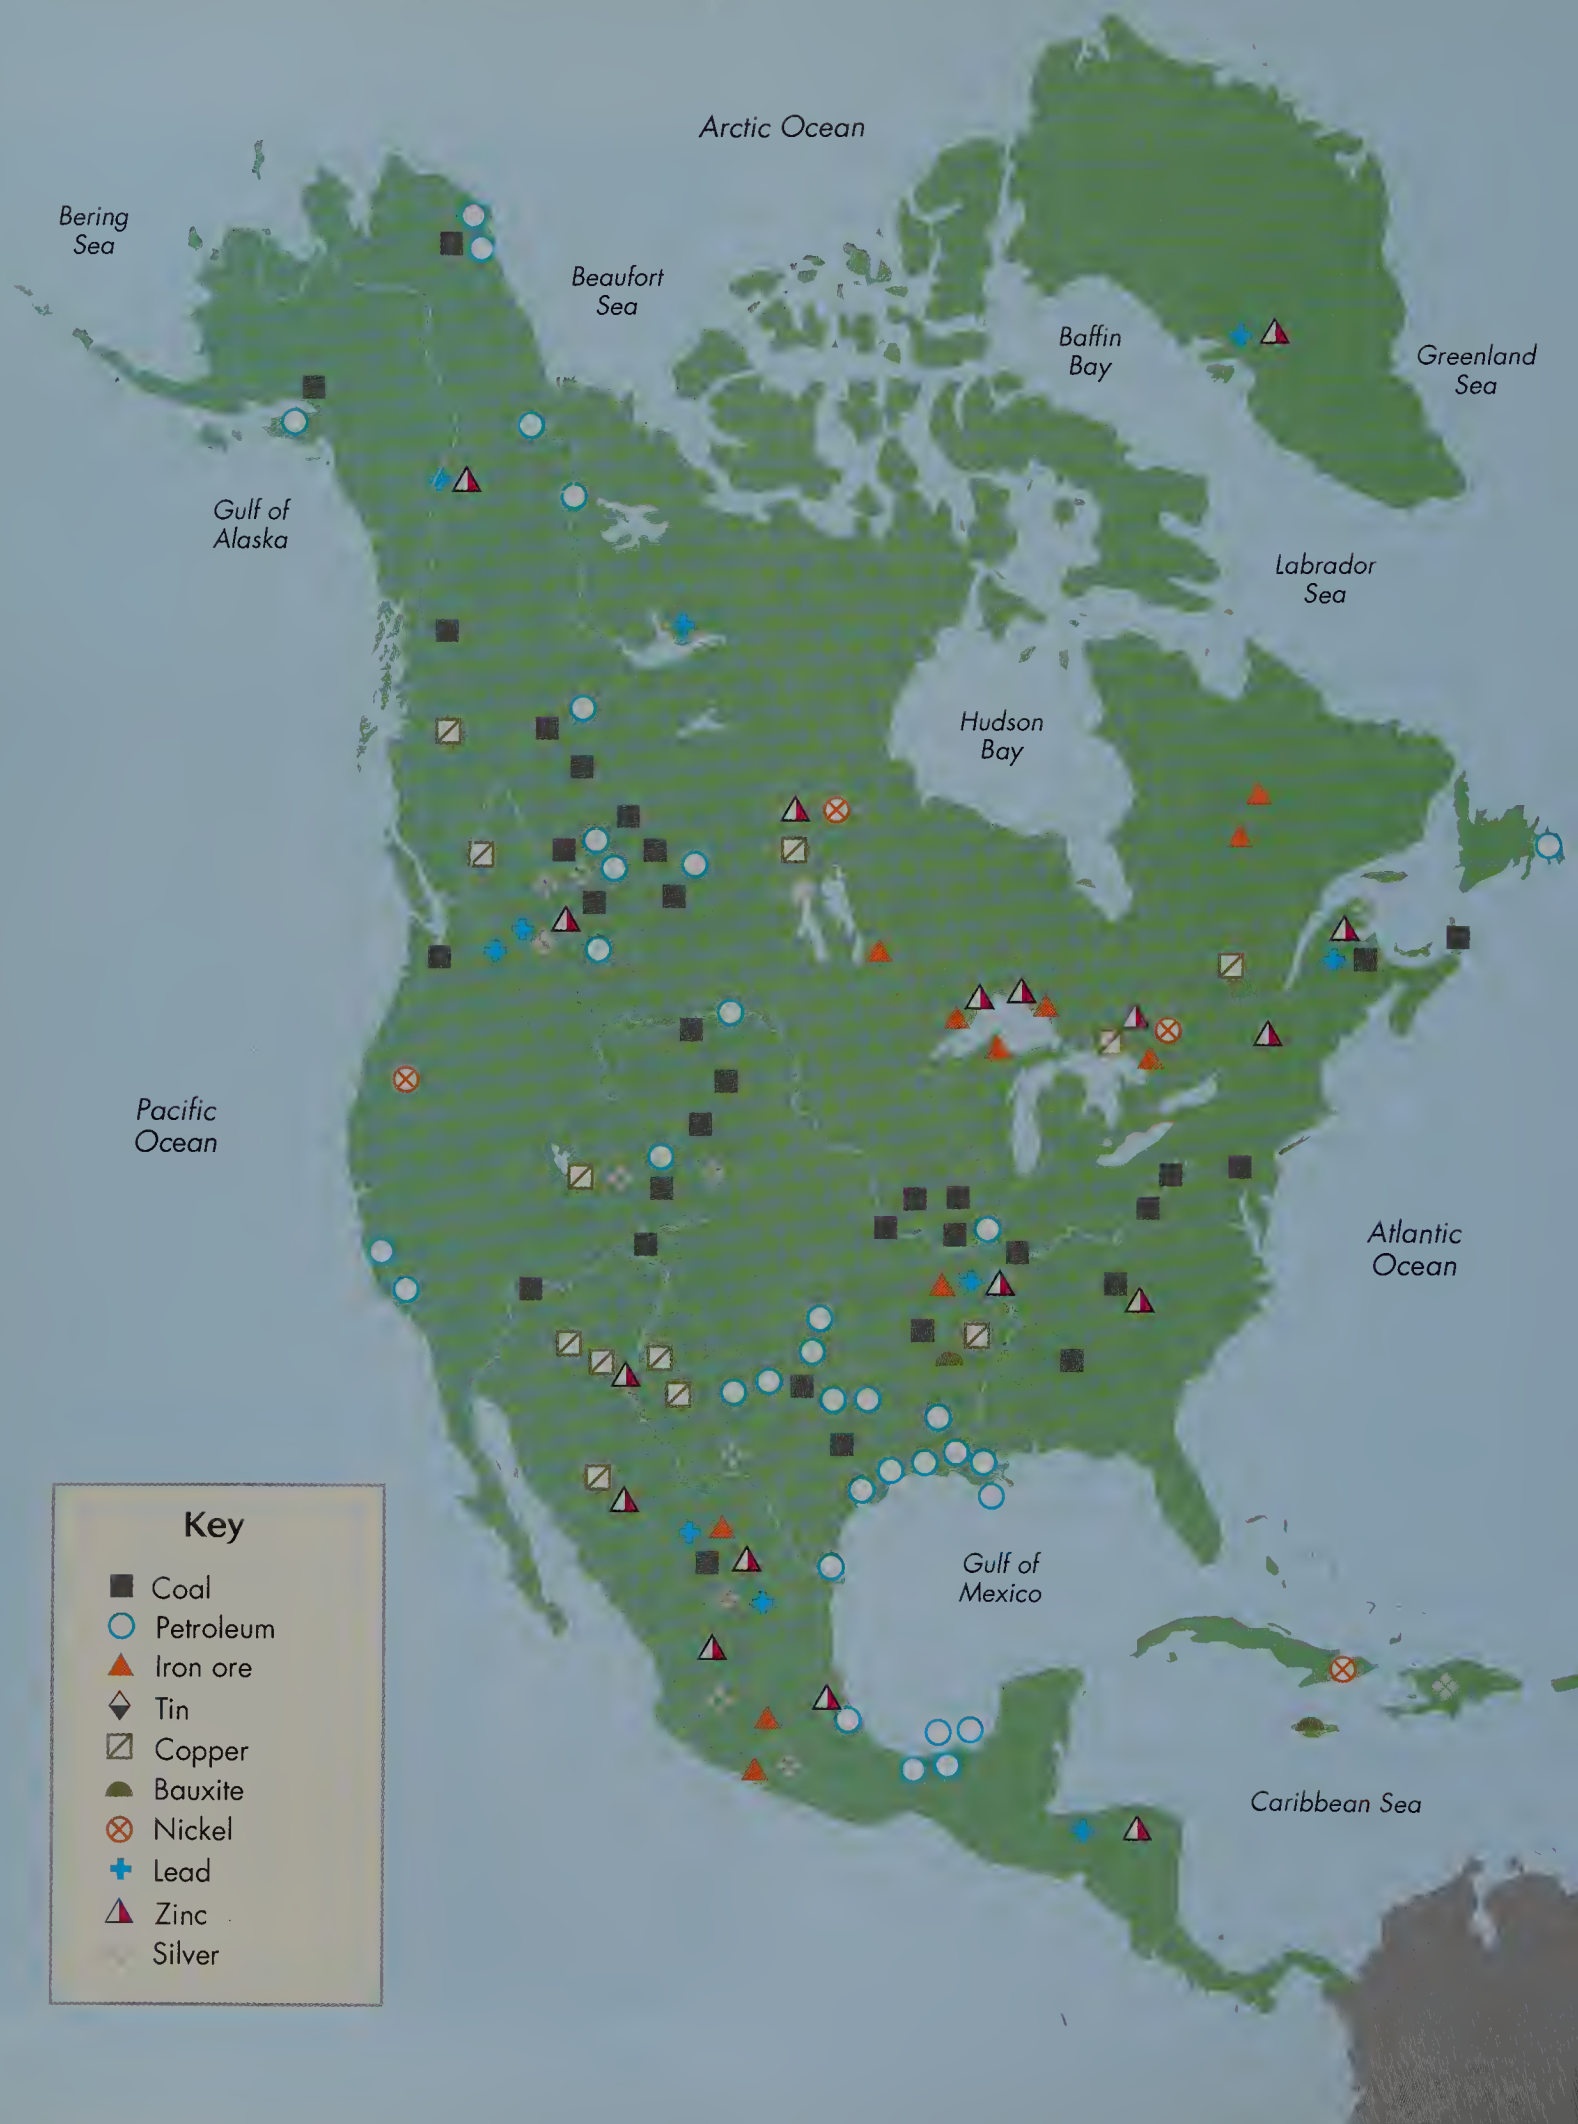 Arctic Ocean
Bering
Sea
Beaufort
Sea
Baffin
Bay
Greenland
Sea
Gulf of
Alaska
Labrador
Sea
Hudson
Bay
Pacific
Ocean
Atlantic
Ocean
Gulf of
Mexico
Caribbean Sea
Key
Coal
Petroleum
Iron ore
Tin
Copper
Bauxite
Nickel
Lead
Zinc
Silver